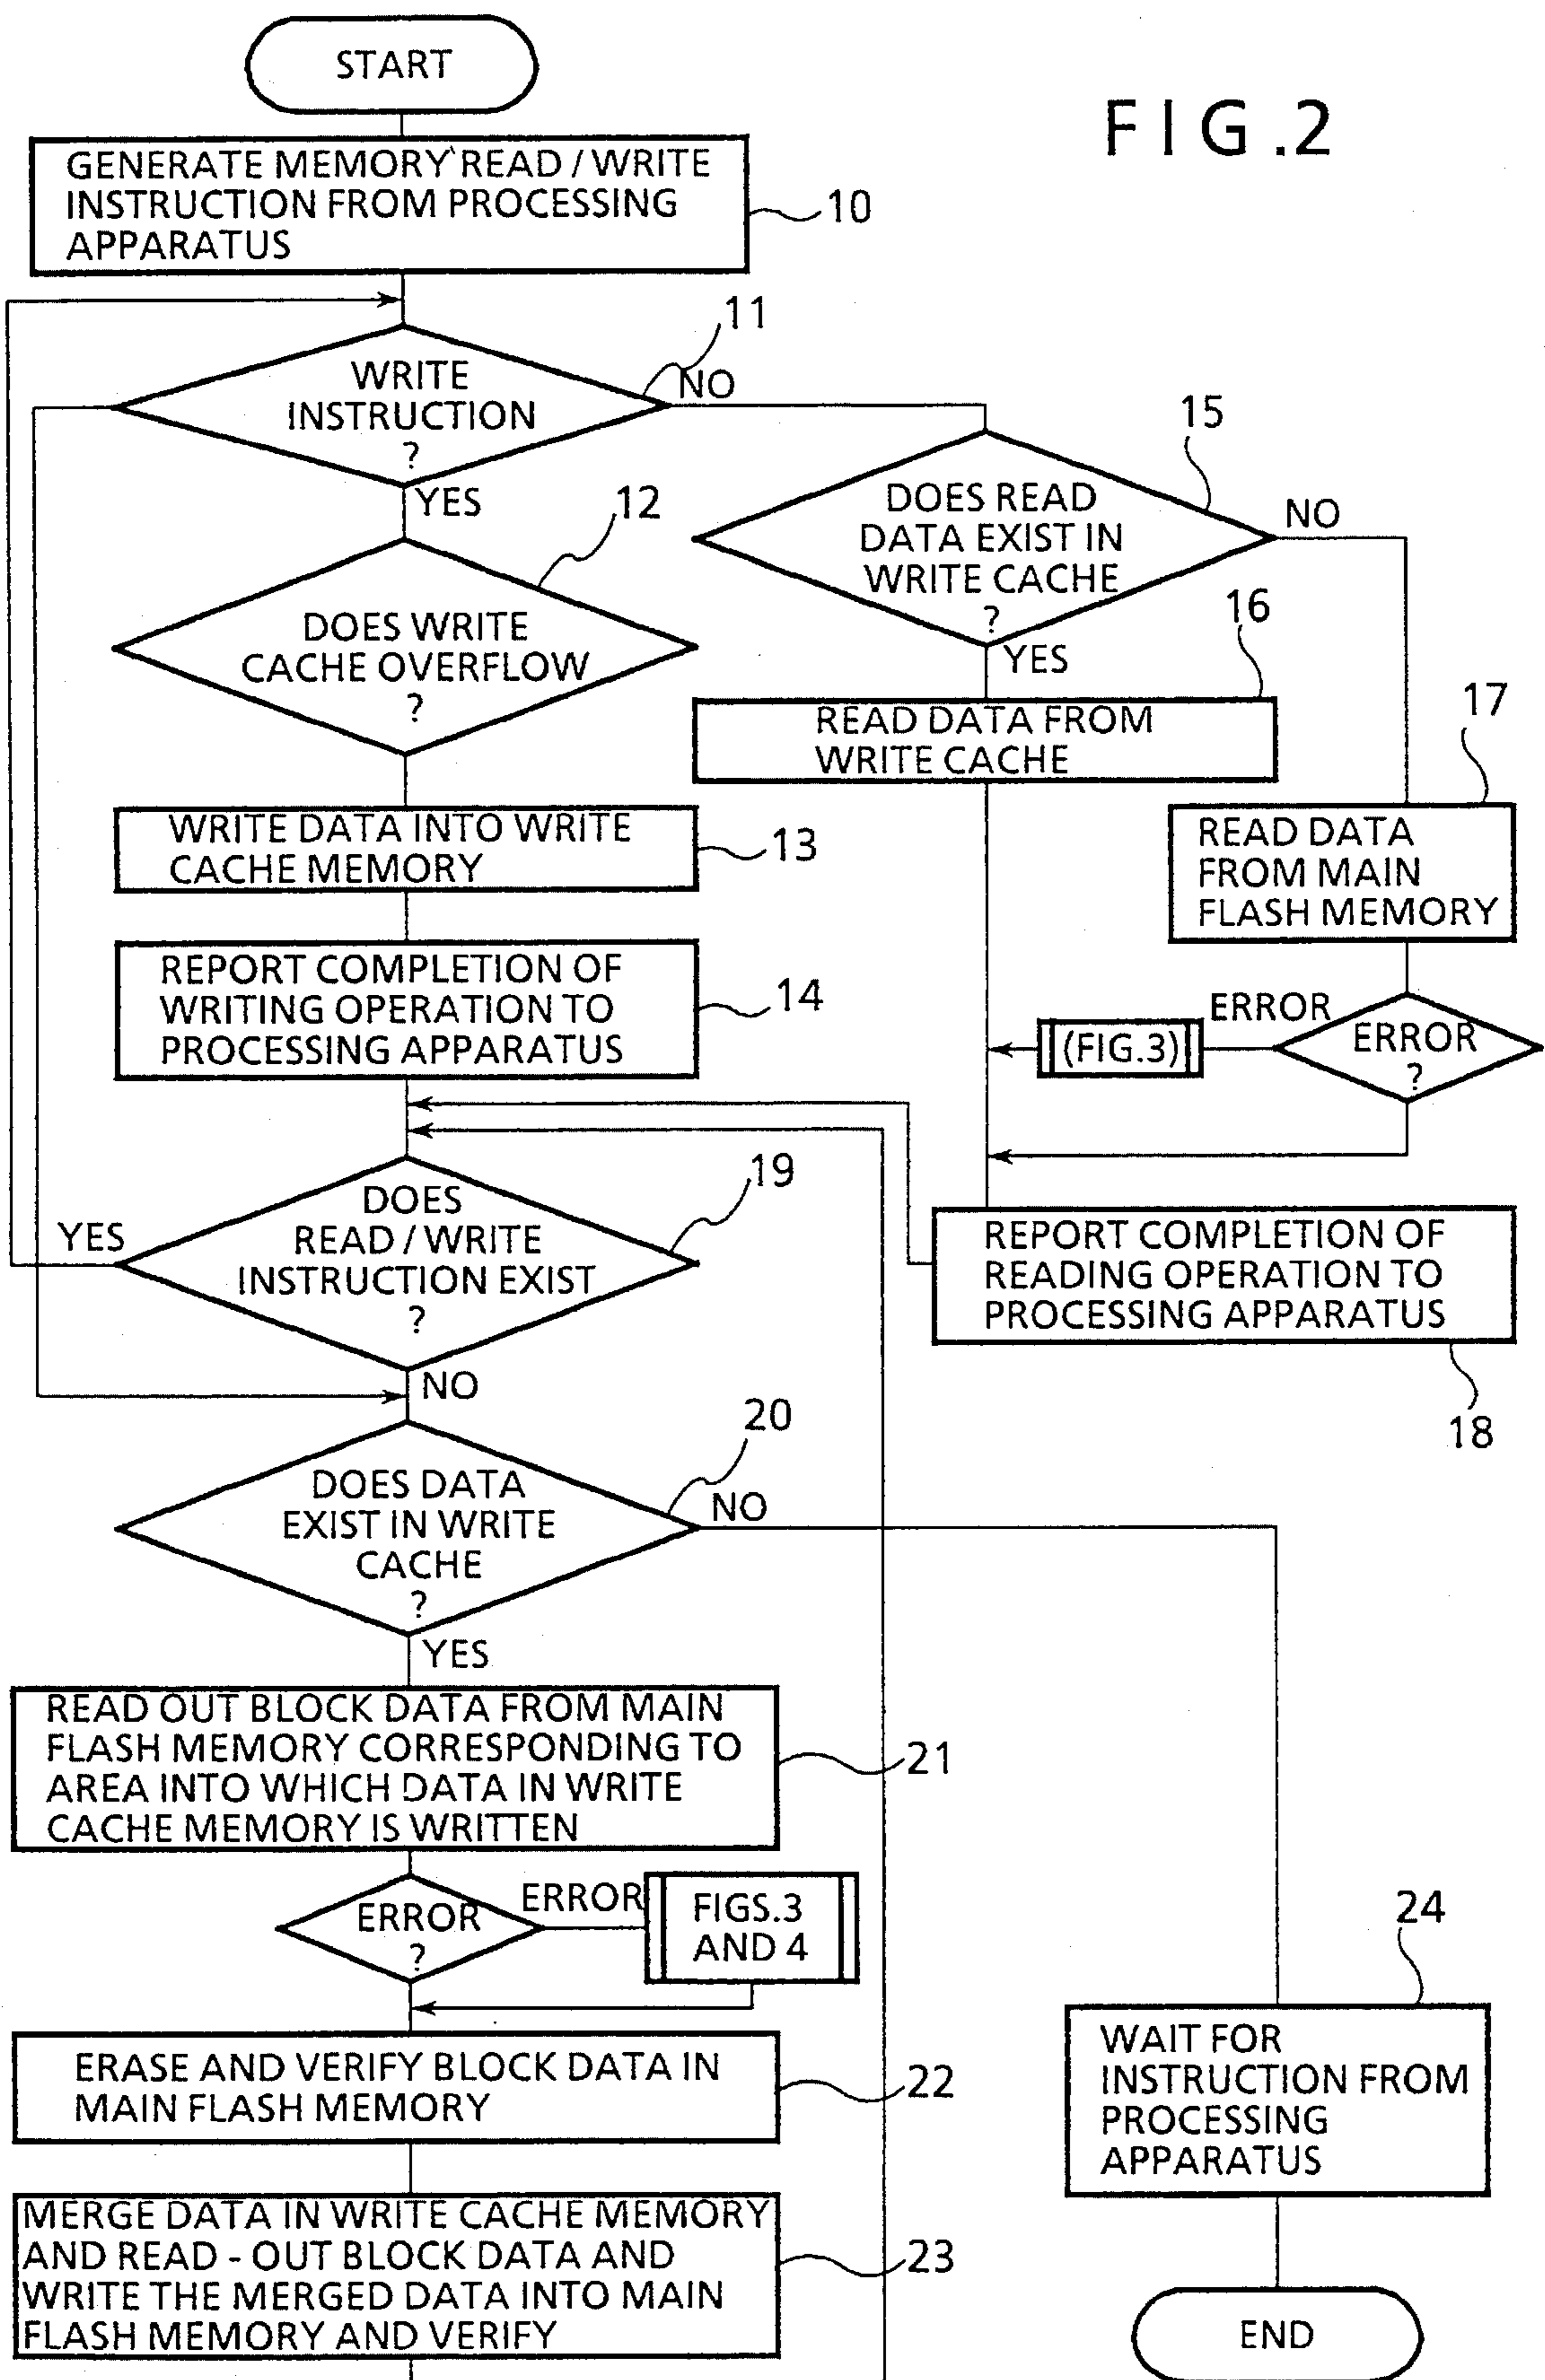 START
FIG.2
GENERATE MEMORY READ / WRITE
INSTRUCTION FROM PROCESSING
APPARATUS
10
11
WRITE
INSTRUCTION
?
NO
YES
12
DOES WRITE
CACHE OVERFLOW
?
15
DOES READ
DATA EXIST IN
WRITE CACHE
?
NO
YES
16
READ DATA FROM
WRITE CACHE
17
READ DATA
FROM MAIN
FLASH MEMORY
WRITE DATA INTO WRITE
CACHE MEMORY
13
REPORT COMPLETION OF
WRITING OPERATION TO
PROCESSING APPARATUS
14
(FIG.3)
ERROR
ERROR
?
19
DOES
READ / WRITE
INSTRUCTION EXIST
?
YES
NO
REPORT COMPLETION OF
READING OPERATION TO
PROCESSING APPARATUS
18
20
DOES DATA
EXIST IN WRITE
CACHE
?
NO
YES
READ OUT BLOCK DATA FROM MAIN
FLASH MEMORY CORRESPONDING TO
AREA INTO WHICH DATA IN WRITE
CACHE MEMORY IS WRITTEN
21
ERROR
?
ERROR
FIGS.3
AND 4
24
WAIT FOR
INSTRUCTION FROM
PROCESSING
APPARATUS
ERASE AND VERIFY BLOCK DATA IN
MAIN FLASH MEMORY
22
MERGE DATA IN WRITE CACHE MEMORY
AND READ - OUT BLOCK DATA AND
WRITE THE MERGED DATA INTO MAIN
FLASH MEMORY AND VERIFY
23
END